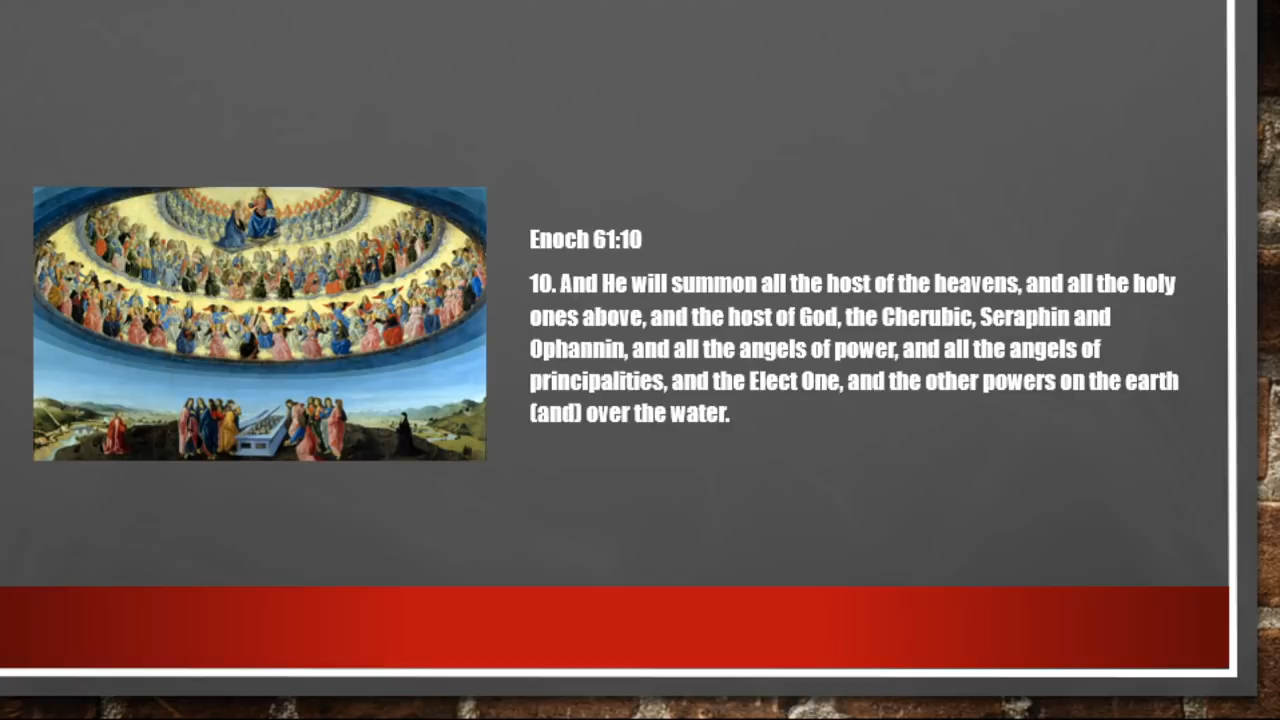 Enoch 61:10
10. And He will summon all the host of the heavens, and all the holy
ones above, and the host of God, the Cherubic, Seraphin and
Ophannin, and all the angels of power, and all the angels of
principalities, and the Elect One, and the other powers on the earth
(and) over the water.